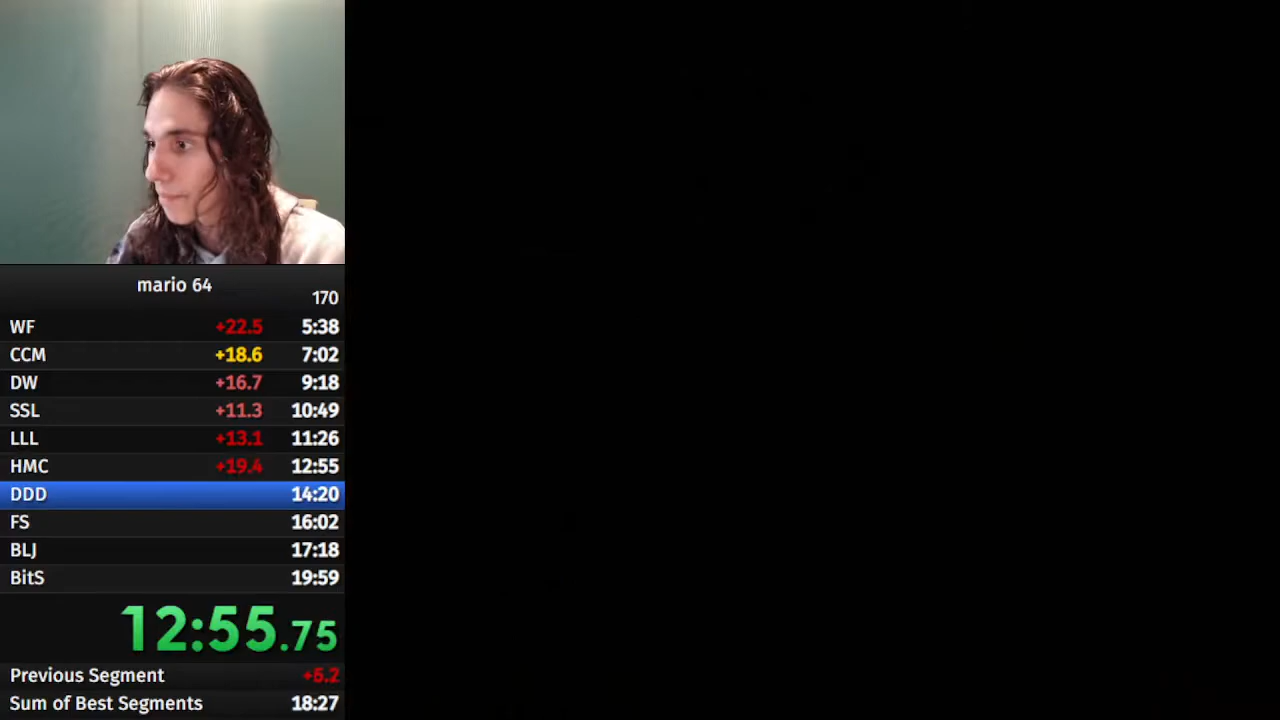 mario 64
170
WF +22.5 5:38
CCM +18.6 7:02
DW +16.7 9:18
SSL +11.3 10:49
LLL +13.1 11:26
HMC +19.4 12:55
DDD 14:20
FS 16:02
BLJ 17:18
BitS 19:59
12:55.75
Previous Segment +6.2
Sum of Best Segments 18:27